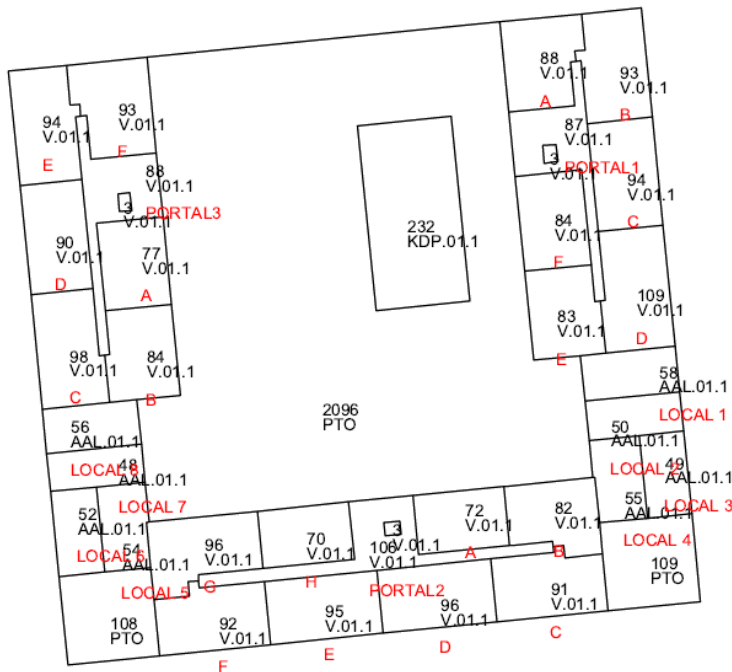 88
V.01.1
A
93
V.01.1
B
94
V.01.1
E
93
V.01.1
F
87
V.01.1
3
V.01.1
PORTAL1
88
V.01.1
3
V.01.1
PORTAL3
94
V.01.1
C
90
V.01.1
D
77
V.01.1
A
232
KDP.01.1
84
V.01.1
F
109
V.01.1
D
83
V.01.1
E
98
V.01.1
C
84
V.01.1
B
58
AAL.01.1
LOCAL 1
2096
PTO
56
AAL.01.1
LOCAL 8
48
AAL.01.1
LOCAL 7
50
AAL.01.1
LOCAL 2
49
AAL.01.1
LOCAL 3
55
AAL.01.1
LOCAL 4
52
AAL.01.1
LOCAL 6
54
AAL.01.1
LOCAL 5
96
V.01.1
G
70
V.01.1
H
3
V.01.1
106
V.01.1
PORTAL2
72
V.01.1
A
82
V.01.1
B
109
PTO
108
PTO
92
V.01.1
F
95
V.01.1
E
96
V.01.1
D
91
V.01.1
C